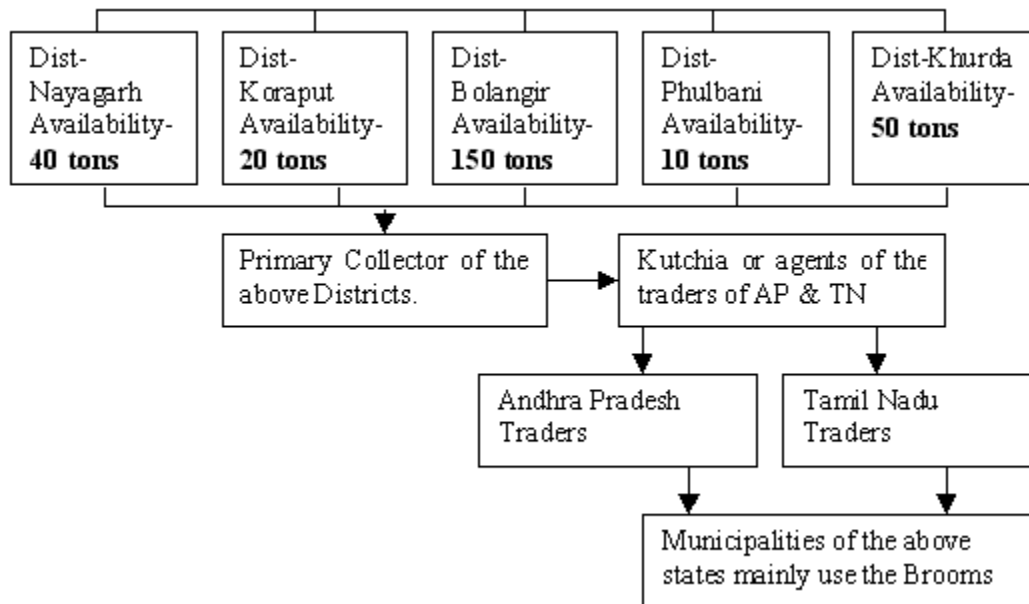 Dist-
Nayagarh
Availability-
40 tons
Dist-
Koraput
Availability-
20 tons
Dist-
Bolangir
Availability-
150 tons
Dist-
Phulbani
Availability-
10 tons
Dist-Khurda
Availability-
50 tons
Primary Collector of the
above Districts.
Kutchia or agents of the
traders of AP & TN
Andhra Pradesh
Traders
Tamil Nadu
Traders
Municipalities of the above
states mainly use the Brooms